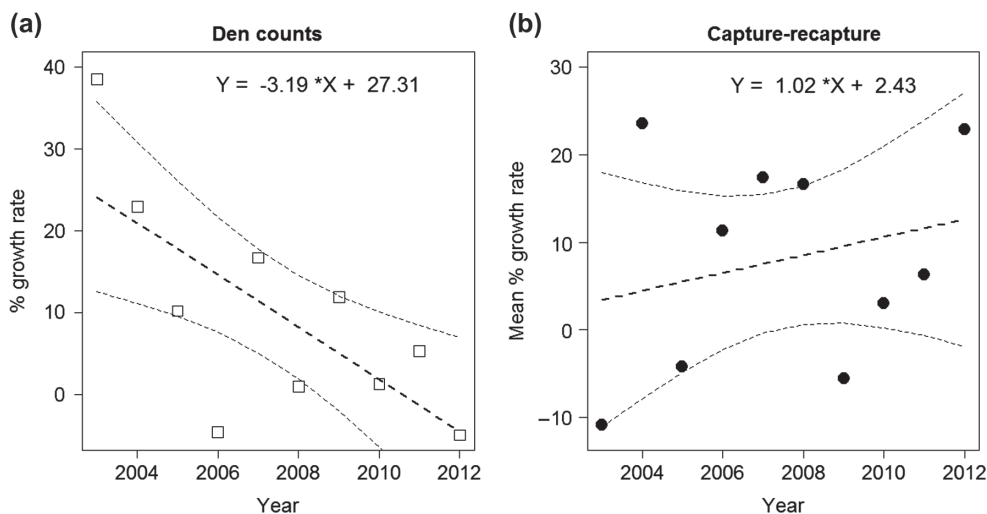 (a)
Den counts
Y = -3.19 *X + 27.31
40
30
20
10
0
% growth rate
2004 2006 2008 2010 2012
Year
(b)
Capture-recapture
Y = 1.02 *X + 2.43
30
20
10
0
−10
Mean % growth rate
2004 2006 2008 2010 2012
Year